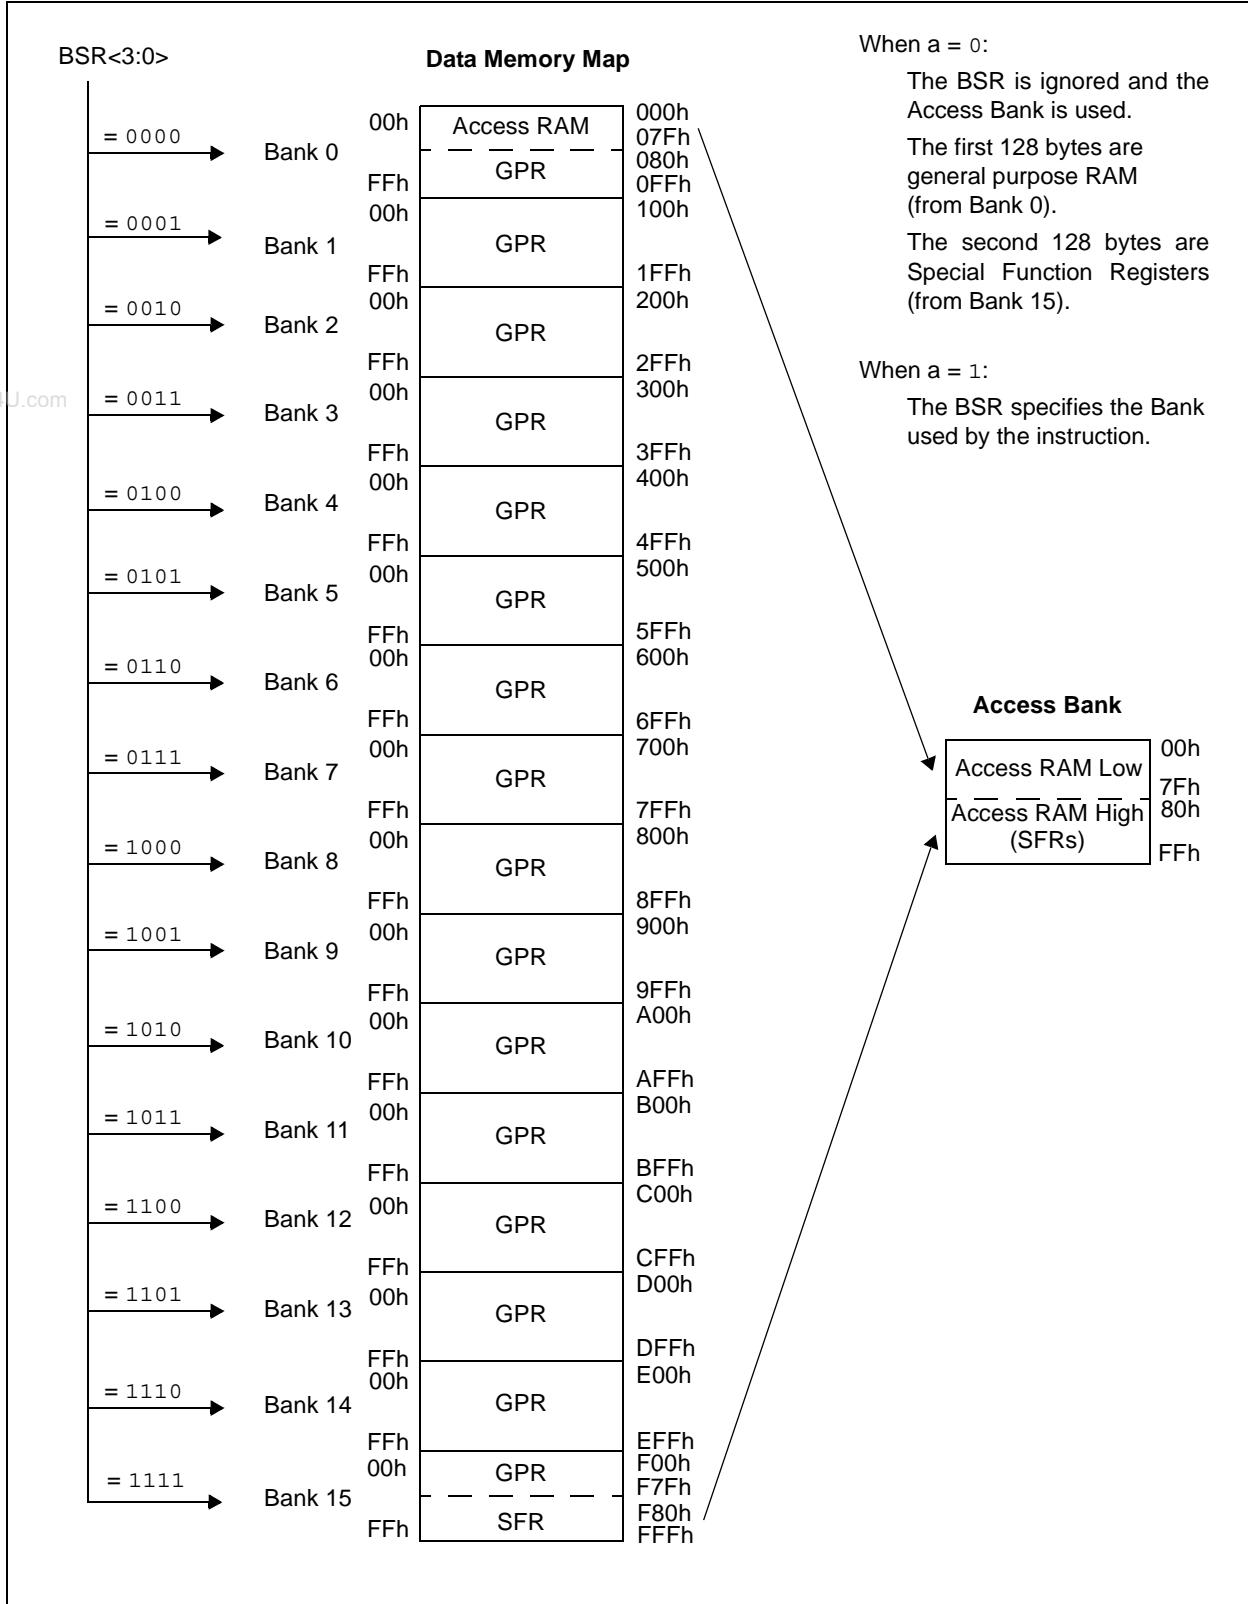 BSR<3:0>
Data Memory Map
When a = 0:
The BSR is ignored and the
Access Bank is used.
The first 128 bytes are
general purpose RAM
(from Bank 0).
The second 128 bytes are
Special Function Registers
(from Bank 15).
When a = 1:
The BSR specifies the Bank
used by the instruction.
= 0000
Bank 0
00h
Access RAM
000h
07Fh
GPR
080h
FFh
0FFh
= 0001
Bank 1
00h
GPR
100h
FFh
1FFh
= 0010
Bank 2
00h
GPR
200h
FFh
2FFh
4U.com
= 0011
Bank 3
00h
GPR
300h
FFh
3FFh
= 0100
Bank 4
00h
GPR
400h
FFh
4FFh
= 0101
Bank 5
00h
GPR
500h
FFh
5FFh
= 0110
Bank 6
00h
GPR
600h
FFh
6FFh
= 0111
Bank 7
00h
GPR
700h
FFh
7FFh
= 1000
Bank 8
00h
GPR
800h
FFh
8FFh
= 1001
Bank 9
00h
GPR
900h
FFh
9FFh
= 1010
Bank 10
00h
GPR
A00h
FFh
AFFh
= 1011
Bank 11
00h
GPR
B00h
FFh
BFFh
= 1100
Bank 12
00h
GPR
C00h
FFh
CFFh
= 1101
Bank 13
00h
GPR
D00h
FFh
DFFh
= 1110
Bank 14
00h
GPR
E00h
FFh
EFFh
= 1111
Bank 15
00h
GPR
F00h
F7Fh
SFR
F80h
FFh
FFFh
Access Bank
Access RAM Low
00h
7Fh
Access RAM High
(SFRs)
80h
FFh